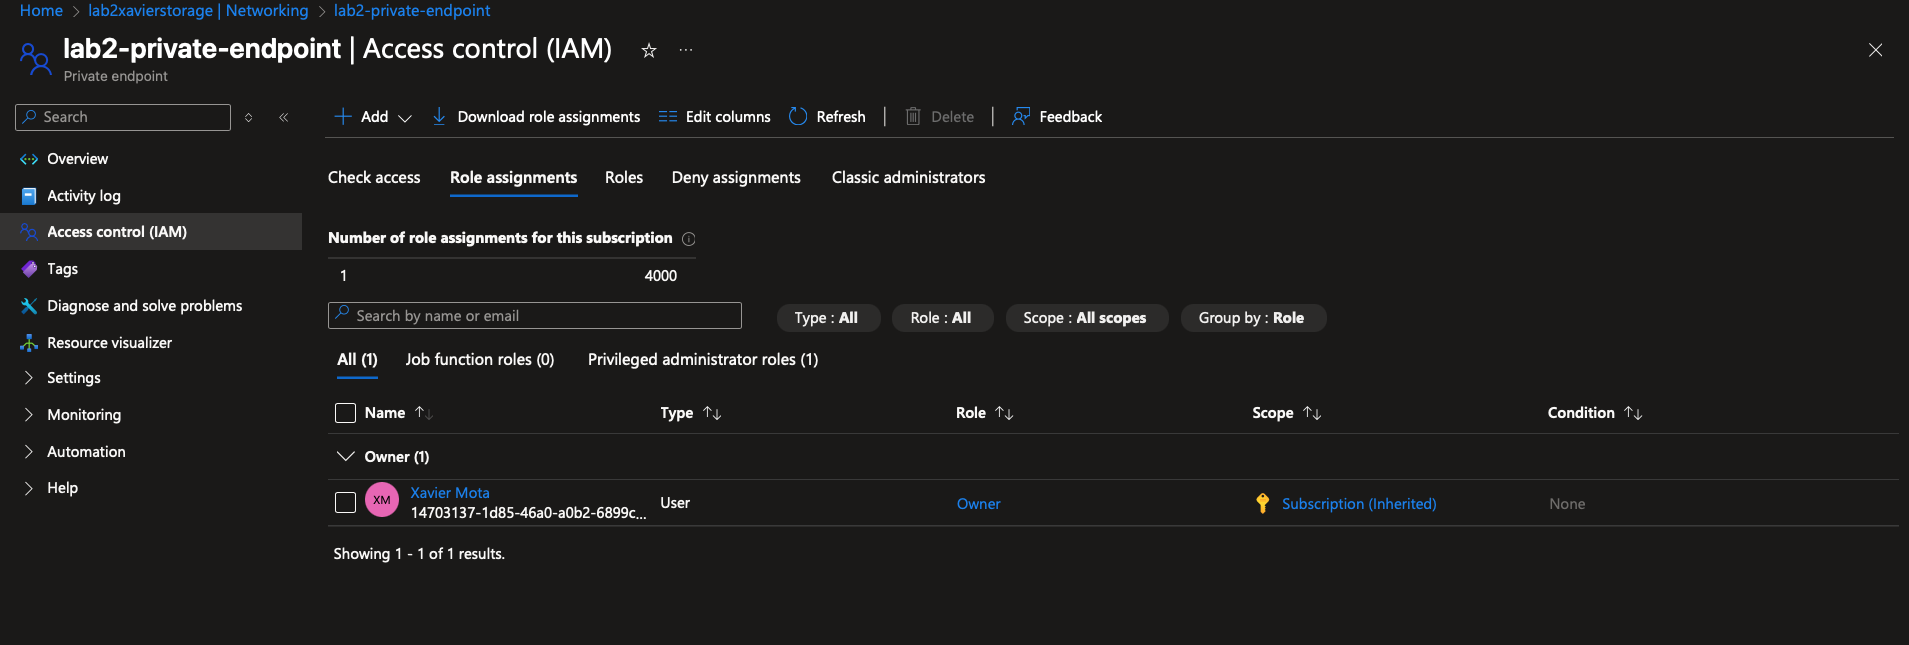 Home > lab2xavierstorage | Networking > lab2-private-endpoint
lab2-private-endpoint | Access control (IAM)
Private endpoint
Search
Overview
Activity log
Access control (IAM)
Tags
Diagnose and solve problems
Resource visualizer
Settings
Monitoring
Automation
Help
Add Download role assignments Edit columns Refresh | Delete | Feedback
Check access Role assignments Roles Deny assignments Classic administrators
Number of role assignments for this subscription
1 4000
Search by name or email Type : All Role : All Scope : All scopes Group by : Role
All (1) Job function roles (0) Privileged administrator roles (1)
Name Type Role Scope Condition
Owner (1)
XM Xavier Mota
14703137-1d85-46a0-a0b2-6899c... User Owner Subscription (Inherited) None
Showing 1 - 1 of 1 results.